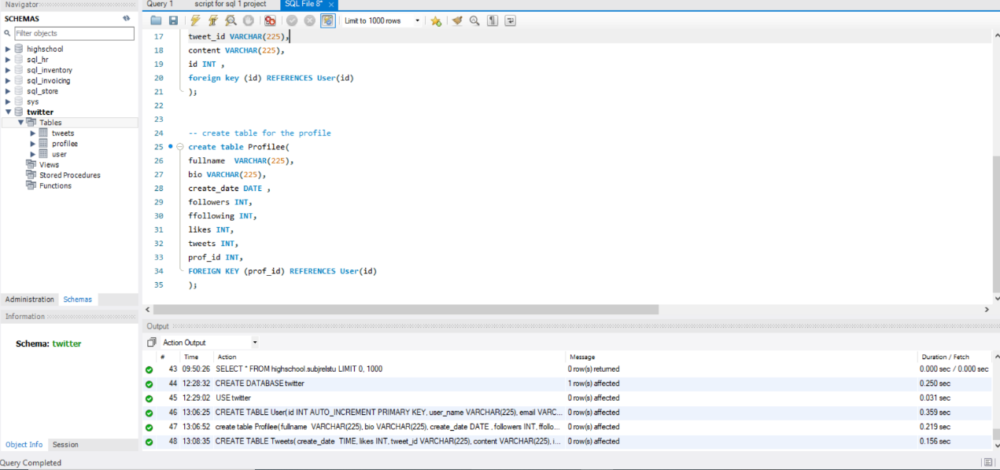 Navigator
Query 1 script for sql 1 project SQL File 8*
SCHEMAS
Limit to 1000 rows
Filter objects
highschool
sql_hr
sql_inventory
sql_invoicing
sql_store
sys
twitter
Tables
tweets
profilee
user
Views
Stored Procedures
Functions
Administration Schemas
Information
Schema: twitter
Object Info Session
17 tweet_id VARCHAR(225),
18 content VARCHAR(225),
19 id INT ,
20 foreign key (id) REFERENCES User(id)
21 );
22
23
24 -- create table for the profile
25 create table Profilee(
26 fullname VARCHAR(225),
27 bio VARCHAR(225),
28 create_date DATE ,
29 followers INT,
30 ffollowing INT,
31 likes INT,
32 tweets INT,
33 prof_id INT,
34 FOREIGN KEY (prof_id) REFERENCES User(id)
35 );
Output
Action Output
# Time Action Message Duration / Fetch
43 09:50:26 SELECT * FROM highschool.subjrelstu LIMIT 0, 1000 0 row(s) returned 0.000 sec / 0.000 sec
44 12:28:32 CREATE DATABASE twitter 1 row(s) affected 0.250 sec
45 12:29:02 USE twitter 0 row(s) affected 0.031 sec
46 13:06:25 CREATE TABLE User( id INT AUTO_INCREMENT PRIMARY KEY, user_name VARCHAR(225), email VARC... 0 row(s) affected 0.359 sec
47 13:06:52 create table Profilee( fullname VARCHAR(225), bio VARCHAR(225), create_date DATE , followers INT, ffollo... 0 row(s) affected 0.219 sec
48 13:08:35 CREATE TABLE Tweets( create_date TIME, likes INT, tweet_id VARCHAR(225), content VARCHAR(225), i... 0 row(s) affected 0.156 sec
Query Completed